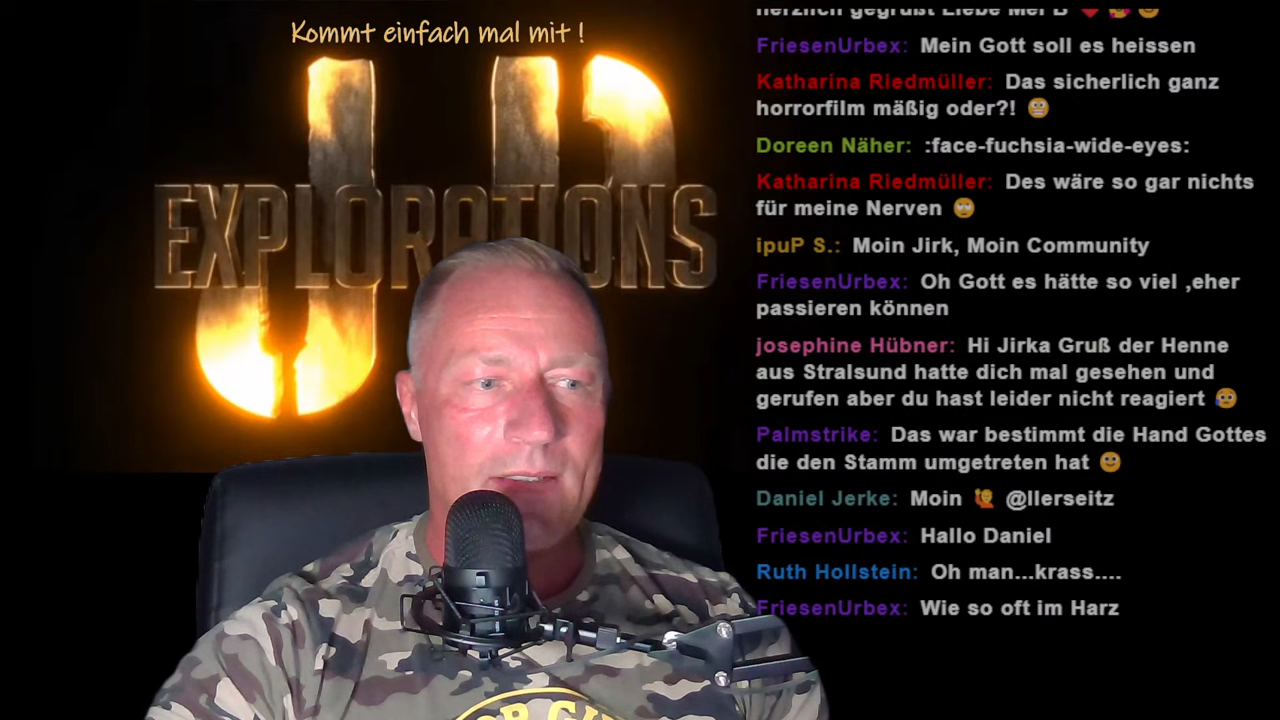 Kommt einfach mal mit !
JD
EXPLORATIONS
herzlich gegrüßt Liebe Mel B ❤️ 🥰 😊
FriesenUrbex: Mein Gott soll es heissen
Katharina Riedmüller: Das sicherlich ganz
horrorfilm mäßig oder?! 😬
Doreen Näher: :face-fuchsia-wide-eyes:
Katharina Riedmüller: Des wäre so gar nichts
für meine Nerven 🙄
ipuP S.: Moin Jirk, Moin Community
FriesenUrbex: Oh Gott es hätte so viel ,eher
passieren können
josephine Hübner: Hi Jirka Gruß der Henne
aus Stralsund hatte dich mal gesehen und
gerufen aber du hast leider nicht reagiert 😥
Palmstrike: Das war bestimmt die Hand Gottes
die den Stamm umgetreten hat 🙂
Daniel Jerke: Moin 🙋 @llerseitz
FriesenUrbex: Hallo Daniel
Ruth Hollstein: Oh man...krass....
FriesenUrbex: Wie so oft im Harz